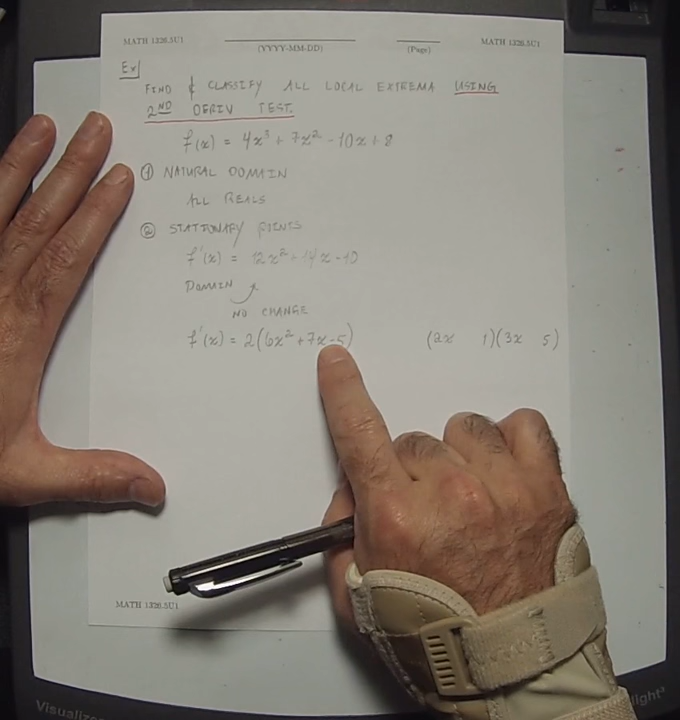 MATH 1326.5U1 MATH 1326.5U1
(YYYY-MM-DD) (Page)
Ex
FIND & CLASSIFY ALL LOCAL EXTREMA USING
2ND DERIV TEST.
f(x) = 4x³ + 7x² - 10x + 8
① NATURAL DOMAIN
ALL REALS
② STATIONARY POINTS
f'(x) = 12x² + 14x - 10
DOMAIN
NO CHANGE
f'(x) = 2(6x² + 7x - 5) (2x 1)(3x 5)
MATH 1326.5U1